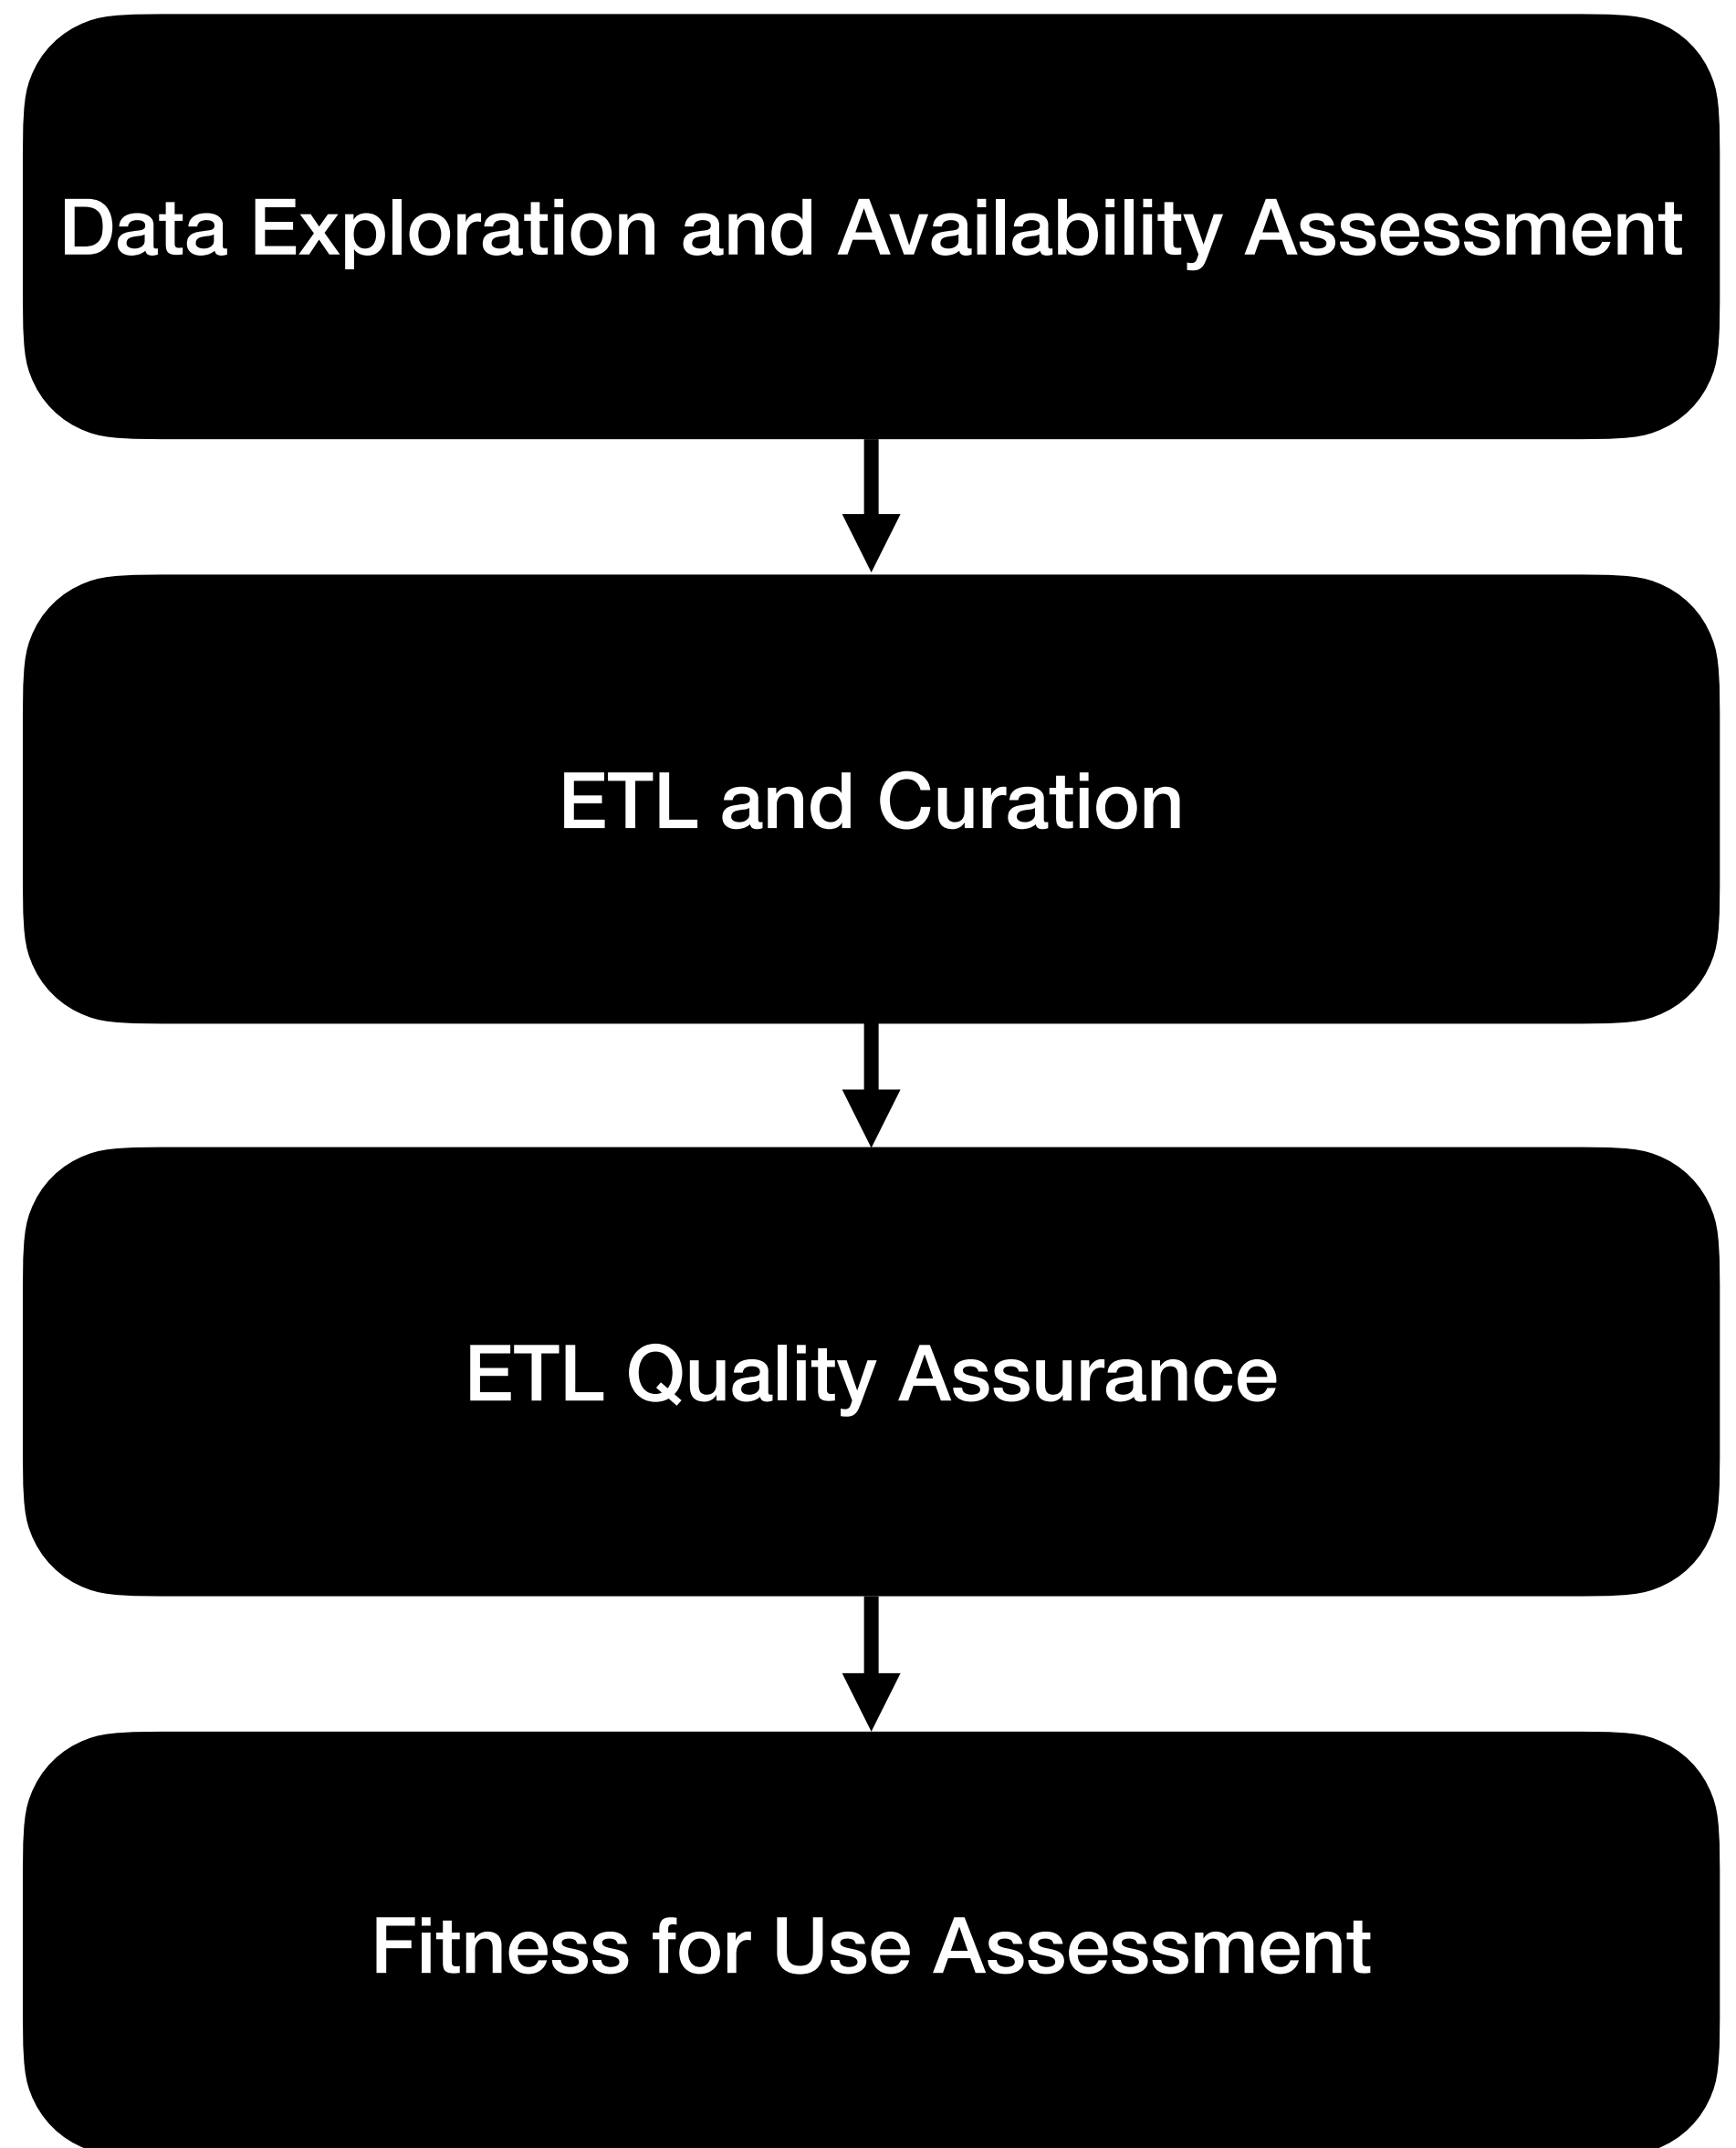 Data Exploration and Availability Assessment
ETL and Curation
ETL Quality Assurance
Fitness for Use Assessment